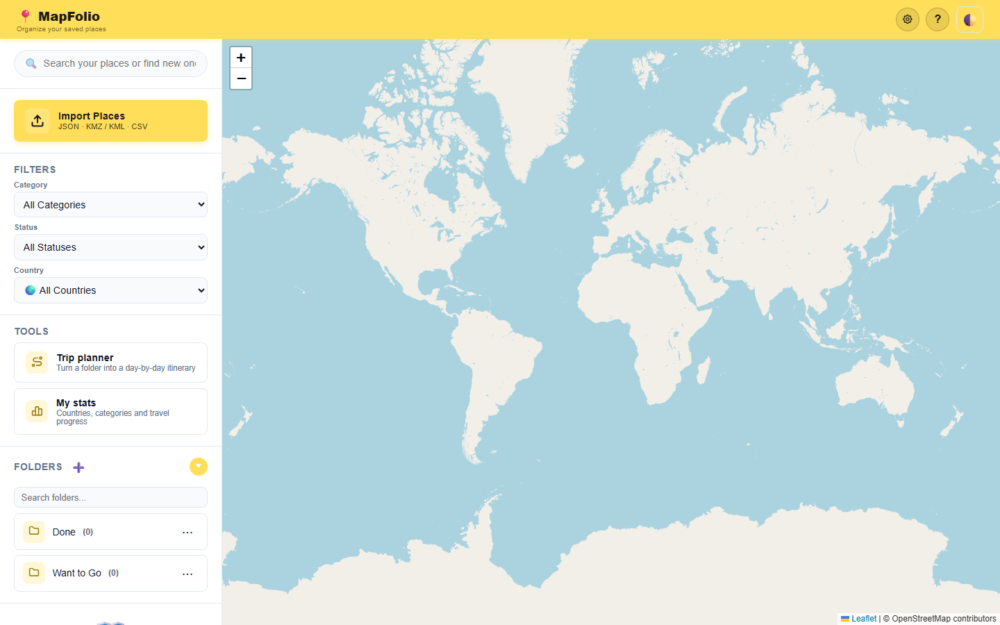 MapFolio
Organize your saved places
?
Search your places or find new on
Import Places
JSON · KMZ / KML · CSV
FILTERS
Category
All Categories
Status
All Statuses
Country
All Countries
TOOLS
Trip planner
Turn a folder into a day-by-day itinerary
My stats
Countries, categories and travel
progress
FOLDERS
Search folders...
Done (0)
...
Want to Go (0)
...
+
−
Leaflet | © OpenStreetMap contributors